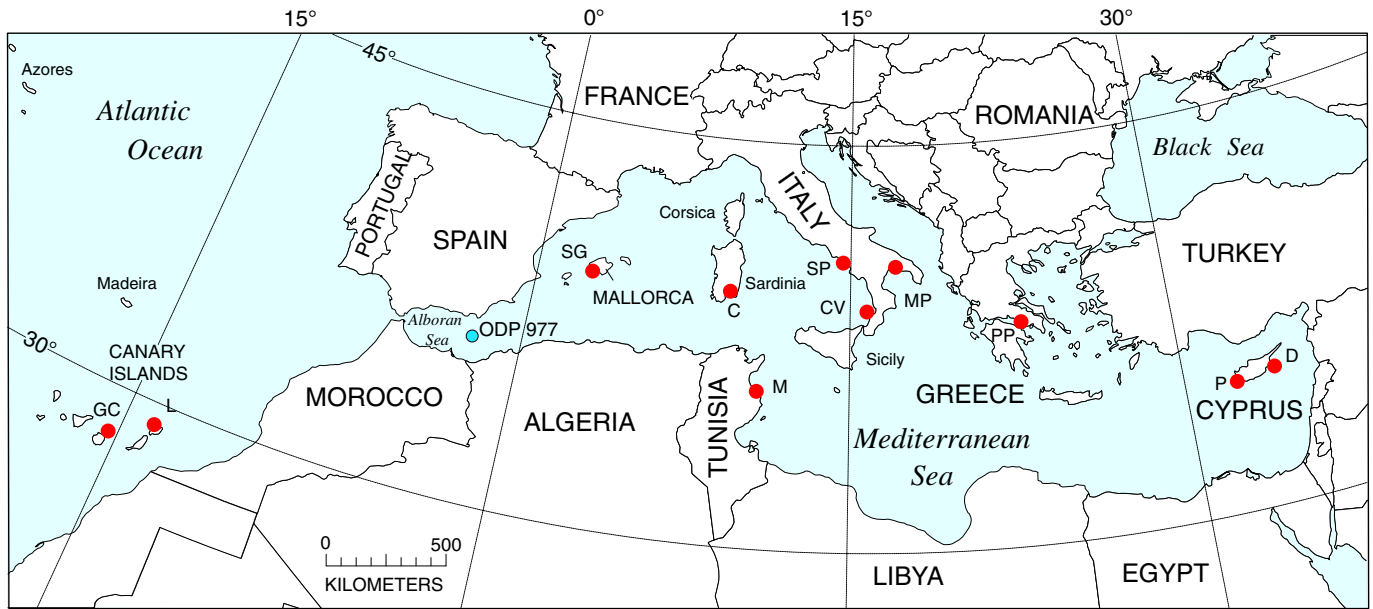 15°
0°
15°
30°
45°
Azores
Atlantic
Ocean
FRANCE
ROMANIA
Black Sea
PORTUGAL
SPAIN
ITALY
Corsica
TURKEY
SG
MALLORCA
Sardinia
C
SP
MP
CV
Sicily
PP
GREECE
Madeira
Alboran
Sea
ODP 977
30°
CANARY
ISLANDS
GC
L
MOROCCO
ALGERIA
TUNISIA
M
Mediterranean
Sea
P
D
CYPRUS
0
500
KILOMETERS
LIBYA
EGYPT